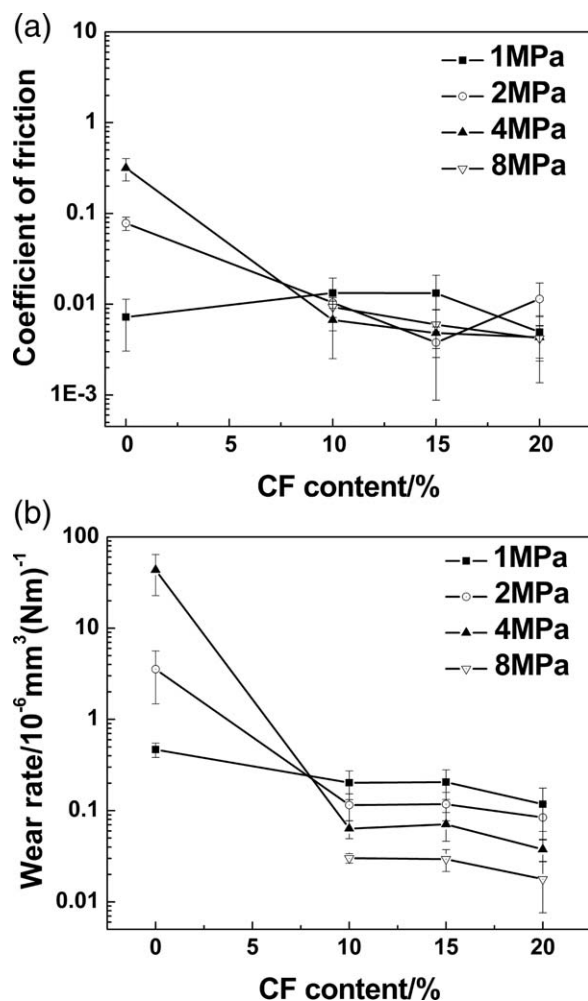 (a)
10
1
0.1
0.01
1E-3
Coefficient of friction
1MPa
2MPa
4MPa
8MPa
0 5 10 15 20
CF content/%
(b)
100
10
1
0.1
0.01
Wear rate/10⁻⁶mm³(Nm)⁻¹
1MPa
2MPa
4MPa
8MPa
0 5 10 15 20
CF content/%